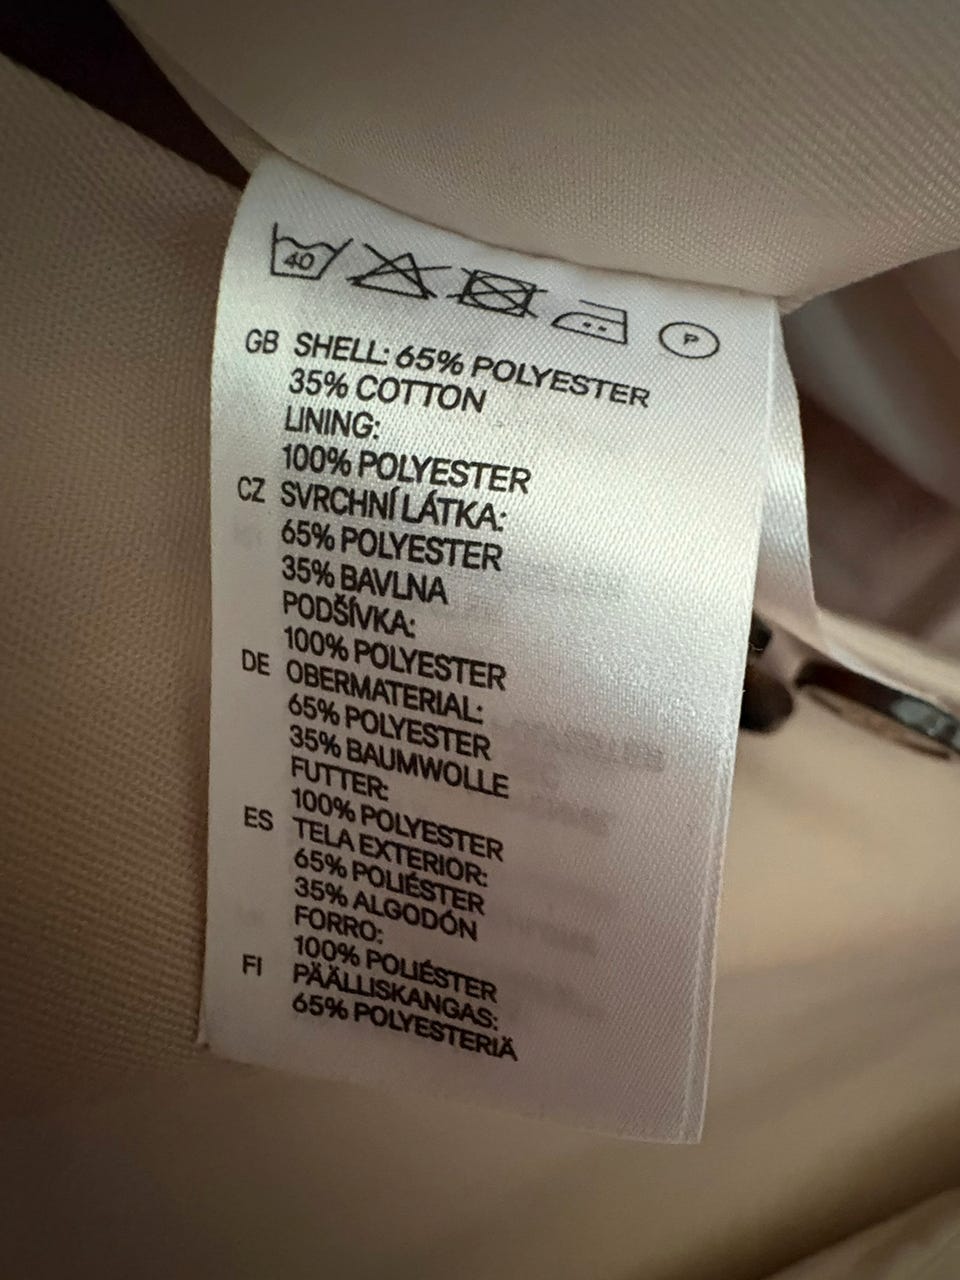 40
P
GB SHELL: 65% POLYESTER
35% COTTON
LINING:
100% POLYESTER
CZ SVRCHNÍ LÁTKA:
65% POLYESTER
35% BAVLNA
PODŠÍVKA:
100% POLYESTER
DE OBERMATERIAL:
65% POLYESTER
35% BAUMWOLLE
FUTTER:
100% POLYESTER
ES TELA EXTERIOR:
65% POLIÉSTER
35% ALGODÓN
FORRO:
100% POLIÉSTER
FI PÄÄLLISKANGAS:
65% POLYESTERIÄ